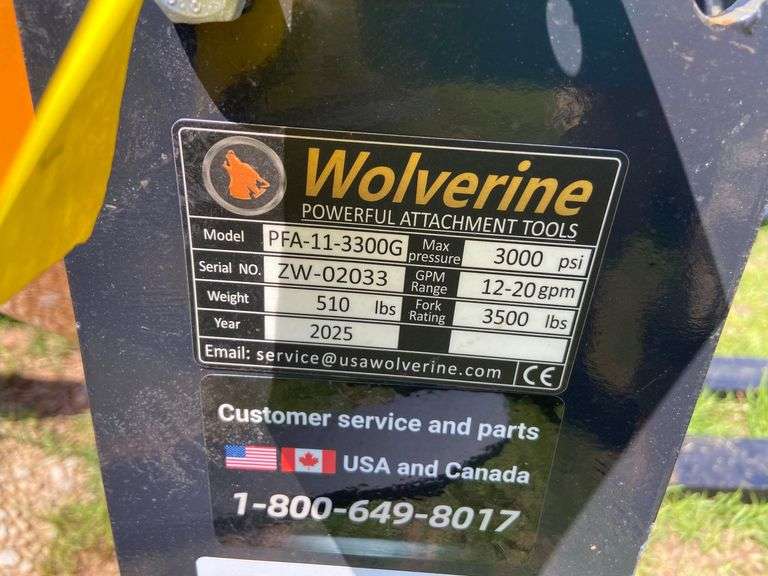 Wolverine
POWERFUL ATTACHMENT TOOLS
Model PFA-11-3300G Max pressure 3000 psi
Serial NO. ZW-02033 GPM Range 12-20gpm
Weight 510 lbs Fork Rating 3500 lbs
Year 2025
Email: service@usawolverine.com CE
Customer service and parts
USA and Canada
1-800-649-8017